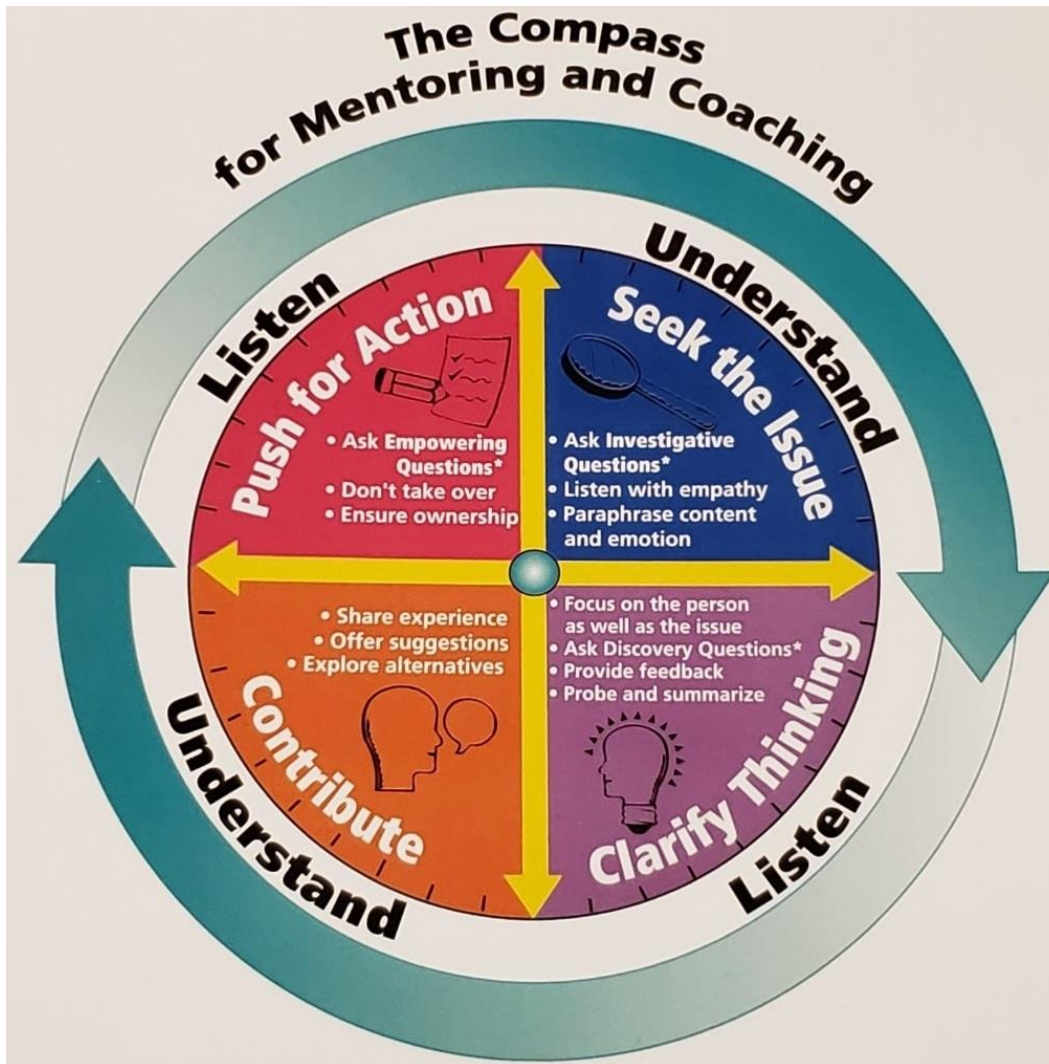 The Compass
for Mentoring and Coaching
Listen
Understand
Push for Action
• Ask Empowering
Questions*
• Don't take over
• Ensure ownership
Seek the Issue
• Ask Investigative
Questions*
• Listen with empathy
• Paraphrase content
and emotion
• Share experience
• Offer suggestions
• Explore alternatives
Contribute
• Focus on the person
as well as the issue
• Ask Discovery Questions*
• Provide feedback
• Probe and summarize
Clarify Thinking
Understand
Listen